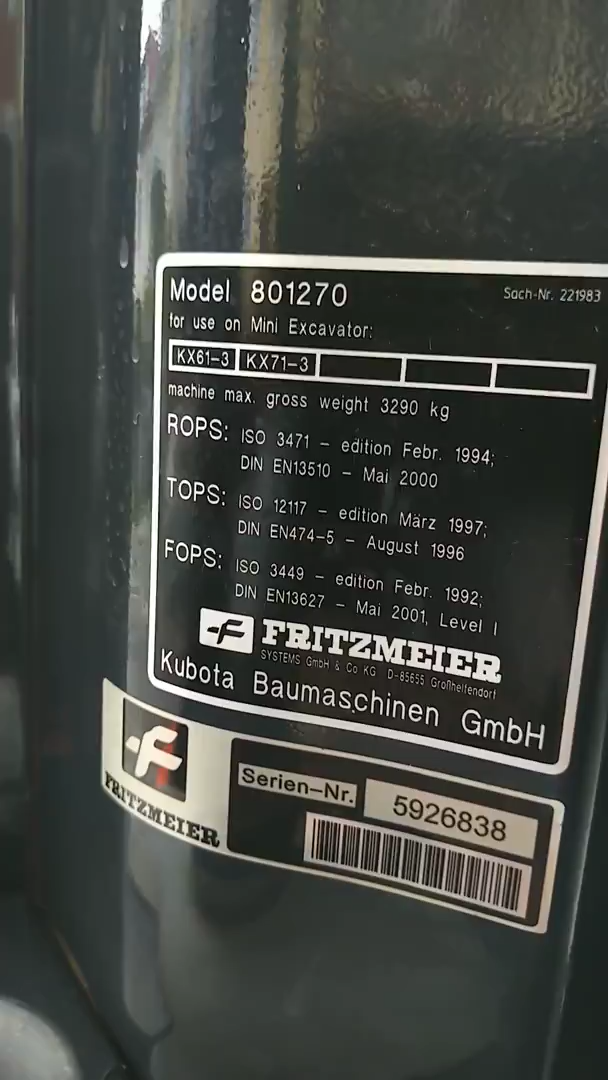 Model 801270 Sach-Nr. 221983
for use on Mini Excavator:
KX61-3 KX71-3
machine max. gross weight 3290 kg
ROPS: ISO 3471 - edition Febr. 1994;
DIN EN13510 - Mai 2000
TOPS: ISO 12117 - edition März 1997;
DIN EN474-5 - August 1996
FOPS: ISO 3449 - edition Febr. 1992;
DIN EN13627 - Mai 2001, Level I
FRITZMEIER
SYSTEMS GmbH & Co KG D-85655 Großhelfendorf
Kubota Baumaschinen GmbH
FRITZMEIER
Serien-Nr. 5926838